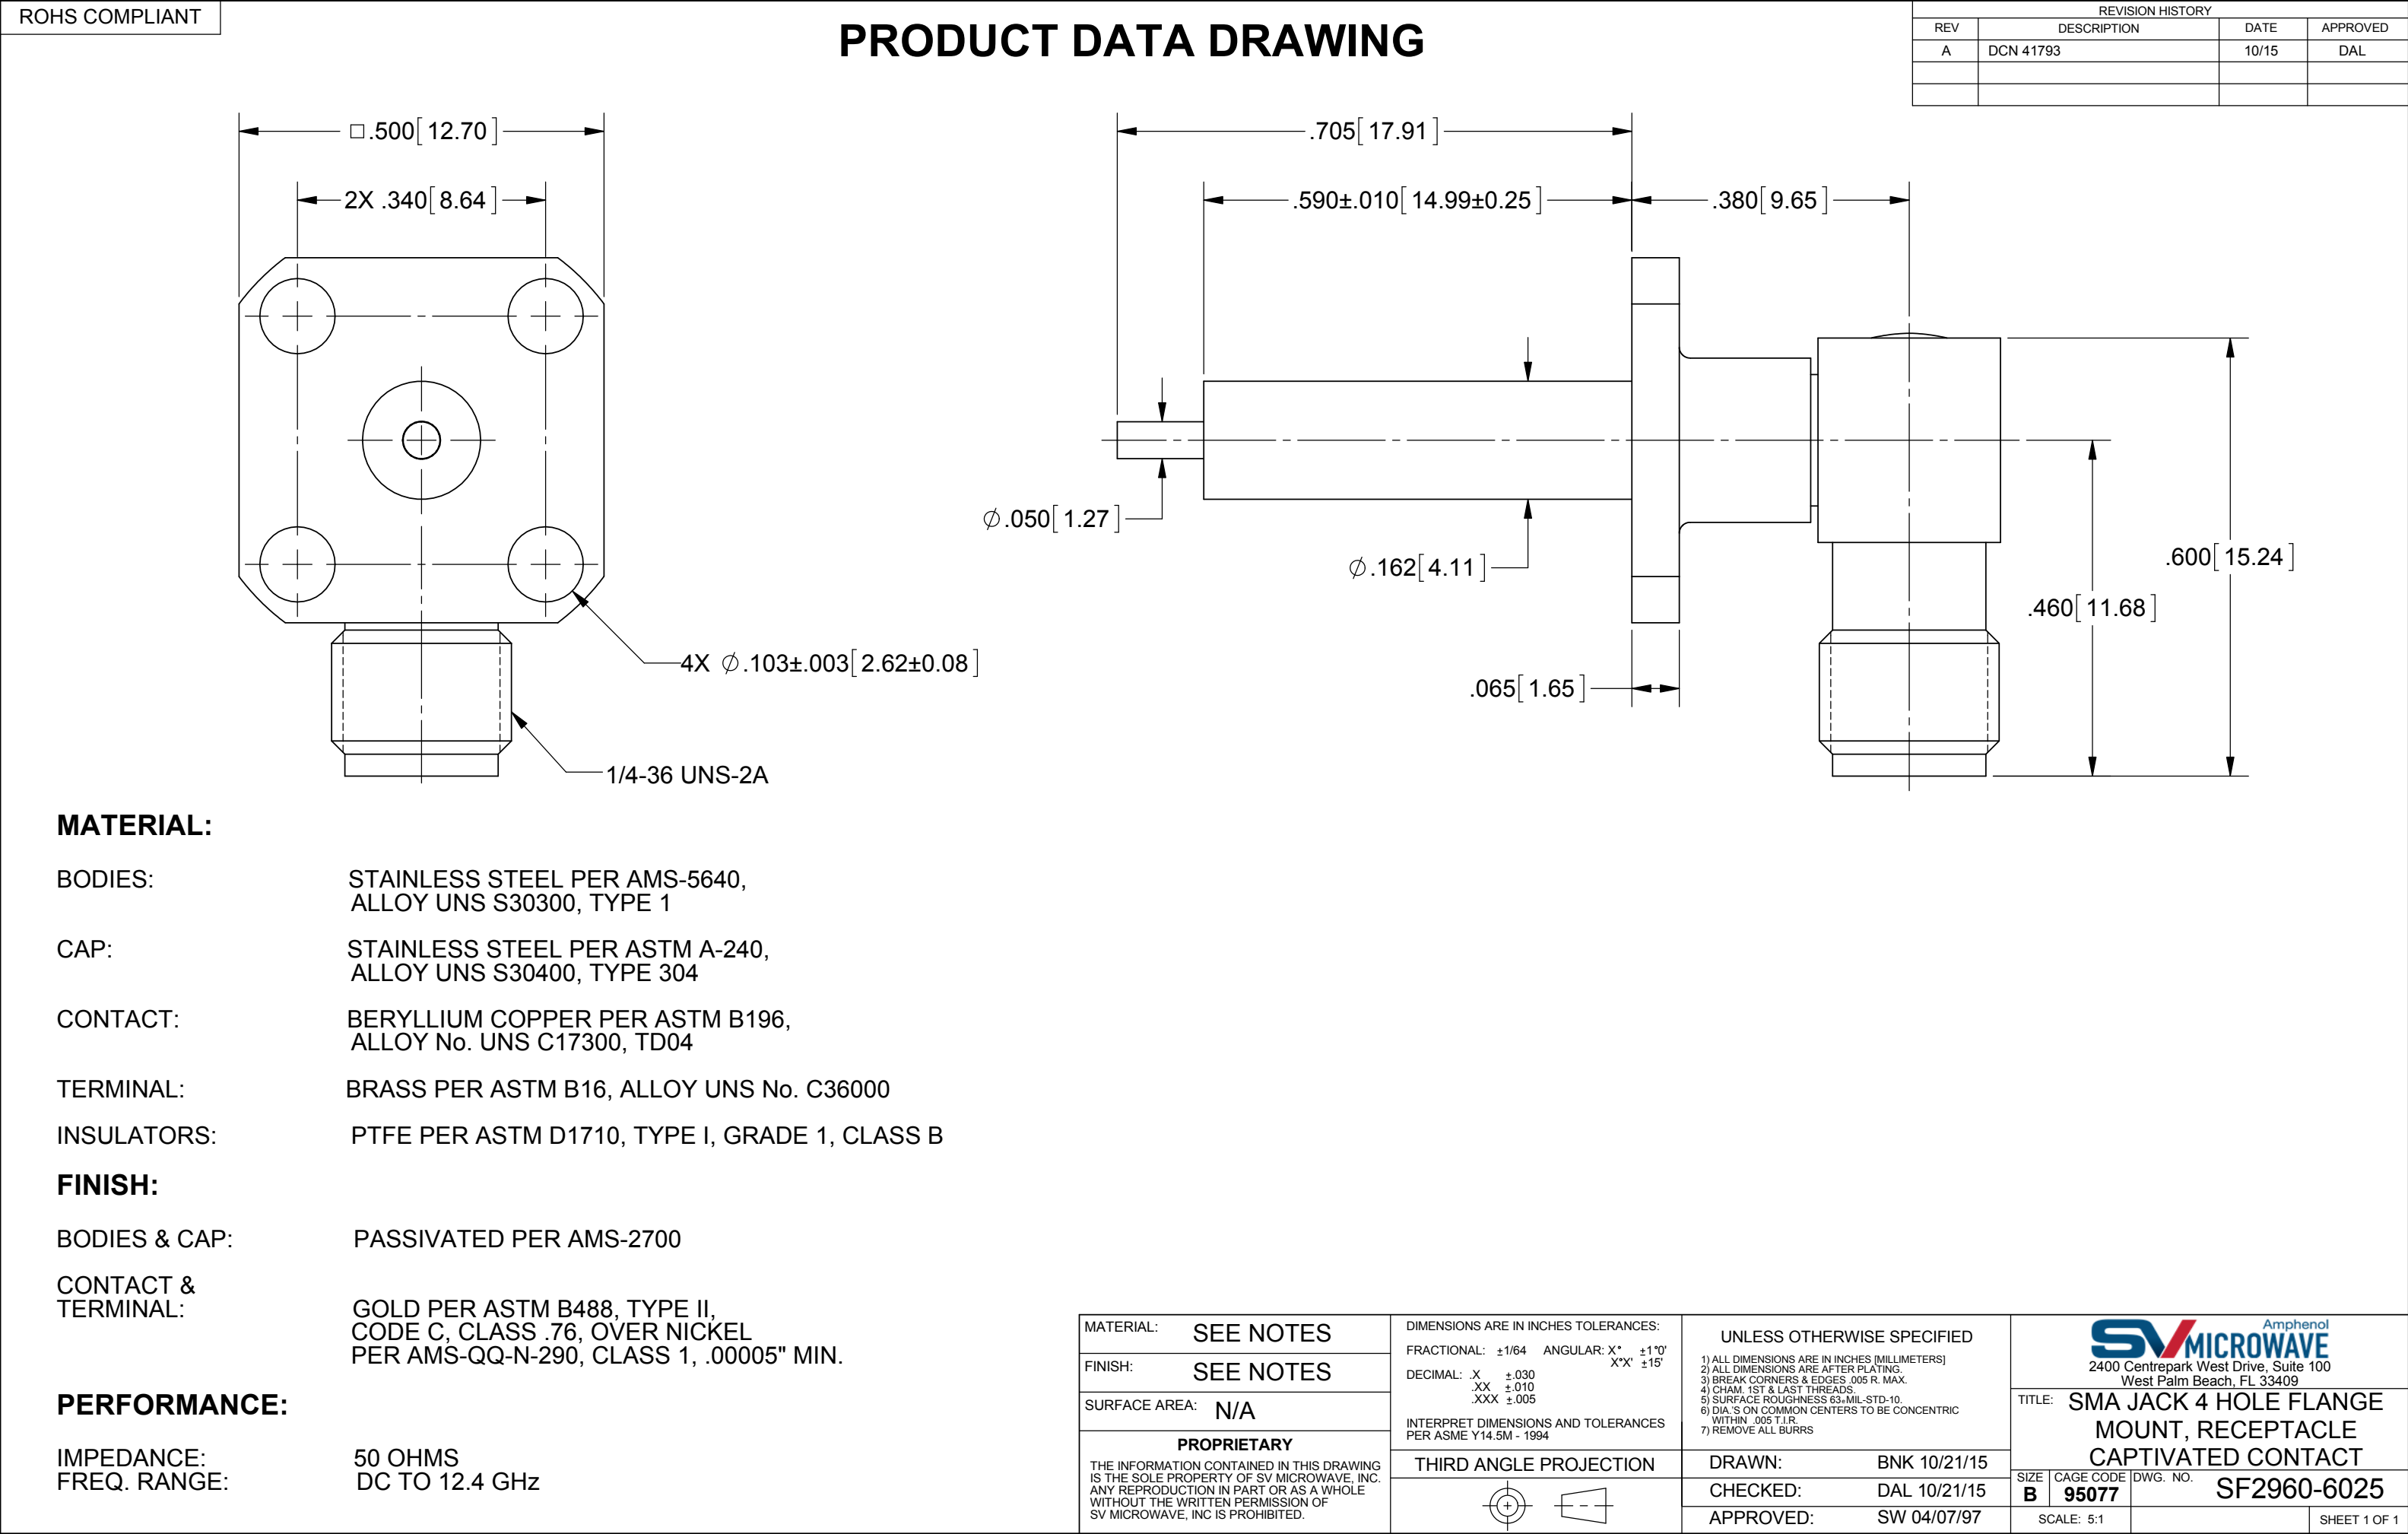 ROHS COMPLIANT
PRODUCT DATA DRAWING
REVISION HISTORY
REV DESCRIPTION DATE APPROVED
A DCN 41793 10/15 DAL
□.500[12.70]
2X .340[8.64]
4X ∅.103±.003[2.62±0.08]
1/4-36 UNS-2A
.705[17.91]
.590±.010[14.99±0.25]
.380[9.65]
∅.050[1.27]
∅.162[4.11]
.065[1.65]
.600[15.24]
.460[11.68]
MATERIAL:
BODIES: STAINLESS STEEL PER AMS-5640,
ALLOY UNS S30300, TYPE 1
CAP: STAINLESS STEEL PER ASTM A-240,
ALLOY UNS S30400, TYPE 304
CONTACT: BERYLLIUM COPPER PER ASTM B196,
ALLOY No. UNS C17300, TD04
TERMINAL: BRASS PER ASTM B16, ALLOY UNS No. C36000
INSULATORS: PTFE PER ASTM D1710, TYPE I, GRADE 1, CLASS B
FINISH:
BODIES & CAP: PASSIVATED PER AMS-2700
CONTACT &
TERMINAL: GOLD PER ASTM B488, TYPE II,
CODE C, CLASS .76, OVER NICKEL
PER AMS-QQ-N-290, CLASS 1, .00005" MIN.
PERFORMANCE:
IMPEDANCE: 50 OHMS
FREQ. RANGE: DC TO 12.4 GHz
MATERIAL: SEE NOTES
FINISH: SEE NOTES
SURFACE AREA: N/A
PROPRIETARY
THE INFORMATION CONTAINED IN THIS DRAWING
IS THE SOLE PROPERTY OF SV MICROWAVE, INC.
ANY REPRODUCTION IN PART OR AS A WHOLE
WITHOUT THE WRITTEN PERMISSION OF
SV MICROWAVE, INC IS PROHIBITED.
DIMENSIONS ARE IN INCHES TOLERANCES:
FRACTIONAL: ±1/64 ANGULAR: X° ±1°0'
X°X' ±15'
DECIMAL: .X ±.030
.XX ±.010
.XXX ±.005
INTERPRET DIMENSIONS AND TOLERANCES
PER ASME Y14.5M - 1994
THIRD ANGLE PROJECTION
UNLESS OTHERWISE SPECIFIED
1) ALL DIMENSIONS ARE IN INCHES [MILLIMETERS]
2) ALL DIMENSIONS ARE AFTER PLATING.
3) BREAK CORNERS & EDGES .005 R. MAX.
4) CHAM. 1ST & LAST THREADS.
5) SURFACE ROUGHNESS 63 MIL-STD-10.
6) DIA.'S ON COMMON CENTERS TO BE CONCENTRIC
WITHIN .005 T.I.R.
7) REMOVE ALL BURRS
DRAWN: BNK 10/21/15
CHECKED: DAL 10/21/15
APPROVED: SW 04/07/97
Amphenol
SV MICROWAVE
2400 Centrepark West Drive, Suite 100
West Palm Beach, FL 33409
TITLE: SMA JACK 4 HOLE FLANGE
MOUNT, RECEPTACLE
CAPTIVATED CONTACT
SIZE B CAGE CODE 95077 DWG. NO. SF2960-6025
SCALE: 5:1 SHEET 1 OF 1